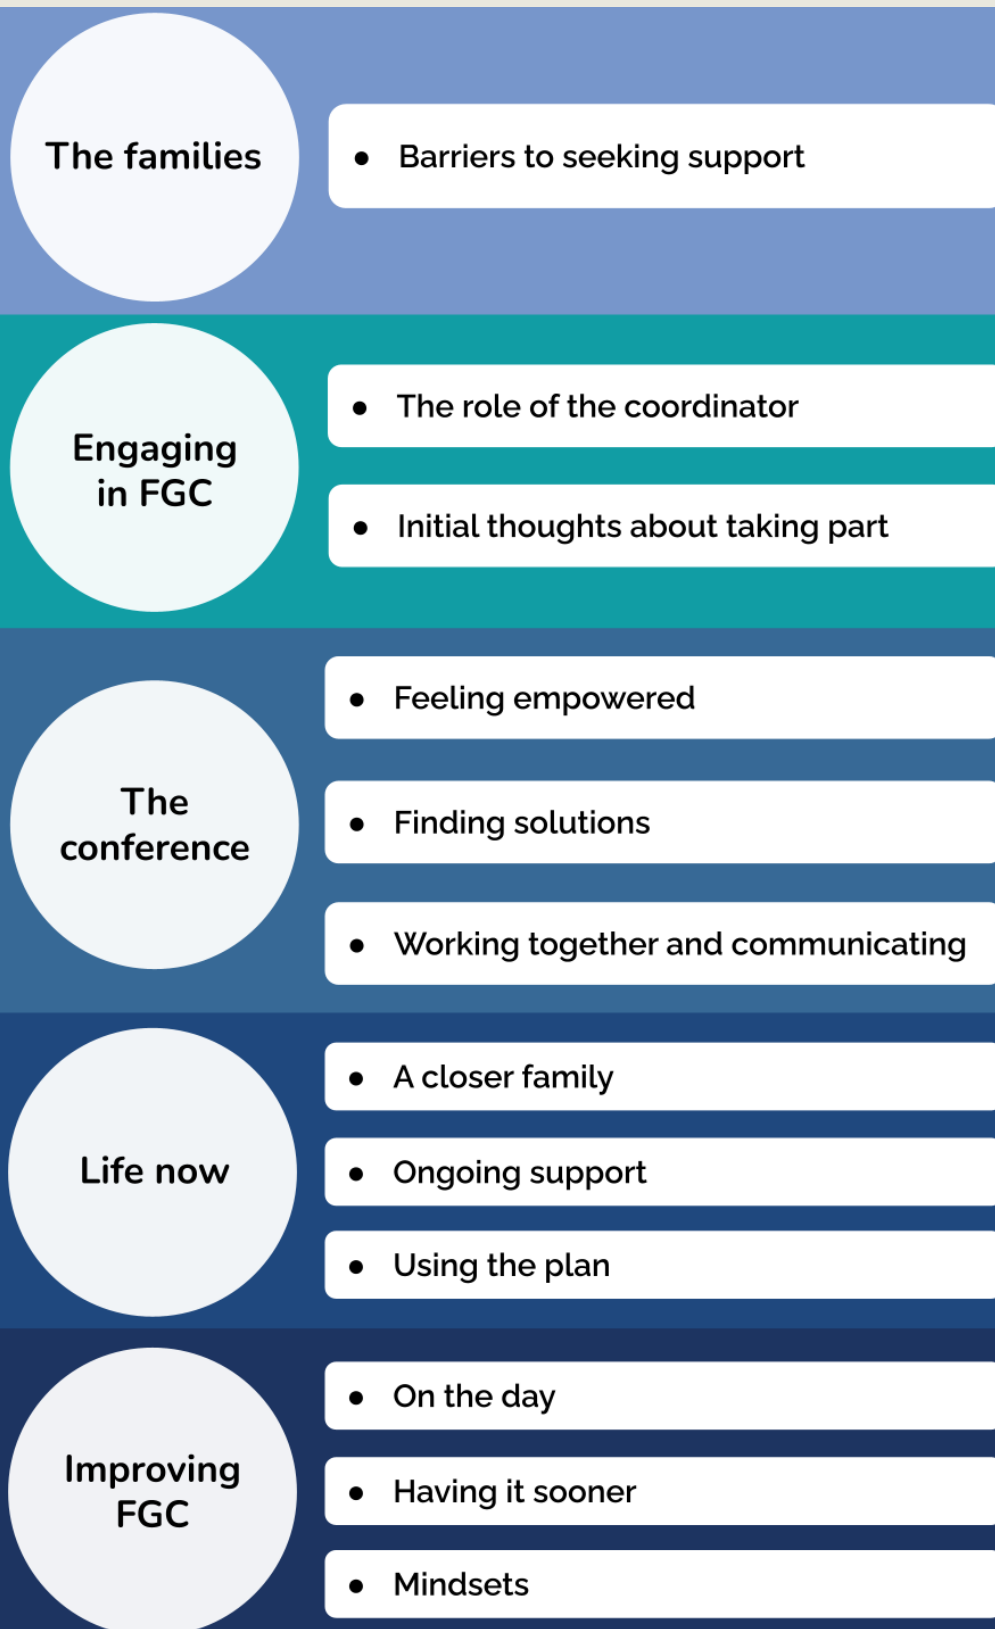 The families
• Barriers to seeking support
Engaging
in FGC
• The role of the coordinator
• Initial thoughts about taking part
The
conference
• Feeling empowered
• Finding solutions
• Working together and communicating
Life now
• A closer family
• Ongoing support
• Using the plan
Improving
FGC
• On the day
• Having it sooner
• Mindsets